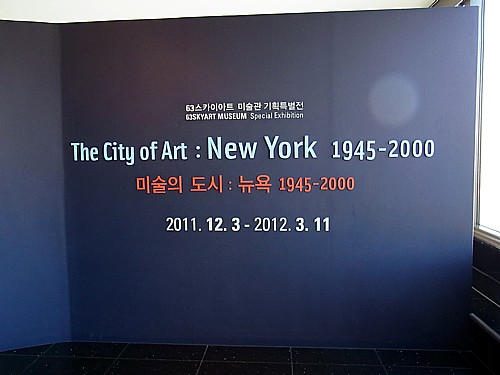 63스카이아트 미술관 기획특별전
63SKYART MUSEUM Special Exhibition
The City of Art : New York 1945-2000
미술의 도시 : 뉴욕 1945-2000
2011. 12. 3 - 2012. 3. 11